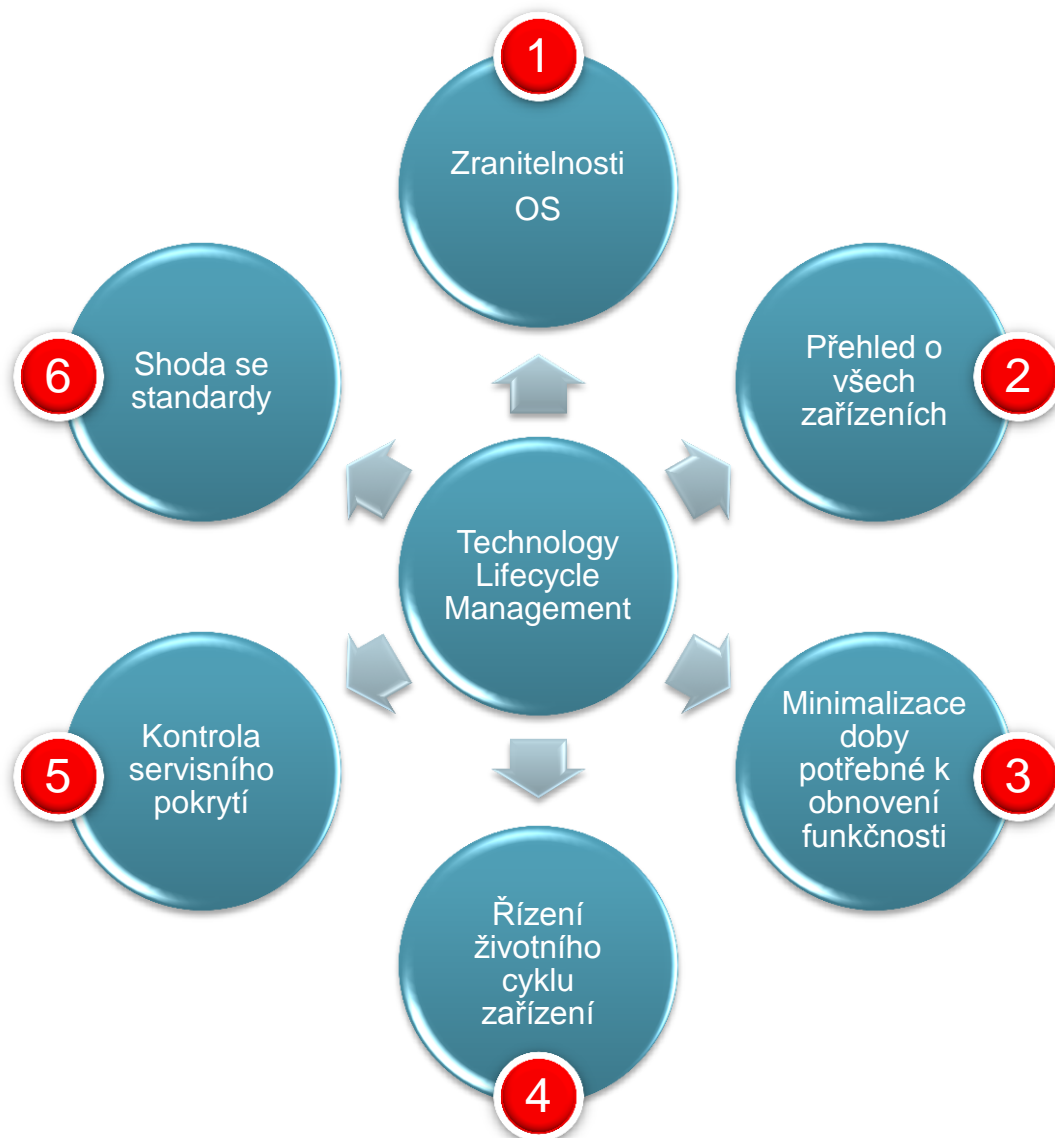 1
Zranitelnosti
OS
2
Přehled o
všech
zařízeních
3
Minimalizace
doby
potřebné k
obnovení
funkčnosti
4
Řízení
životního
cyklu
zařízení
5
Kontrola
servisního
pokrytí
6
Shoda se
standardy
Technology
Lifecycle
Management